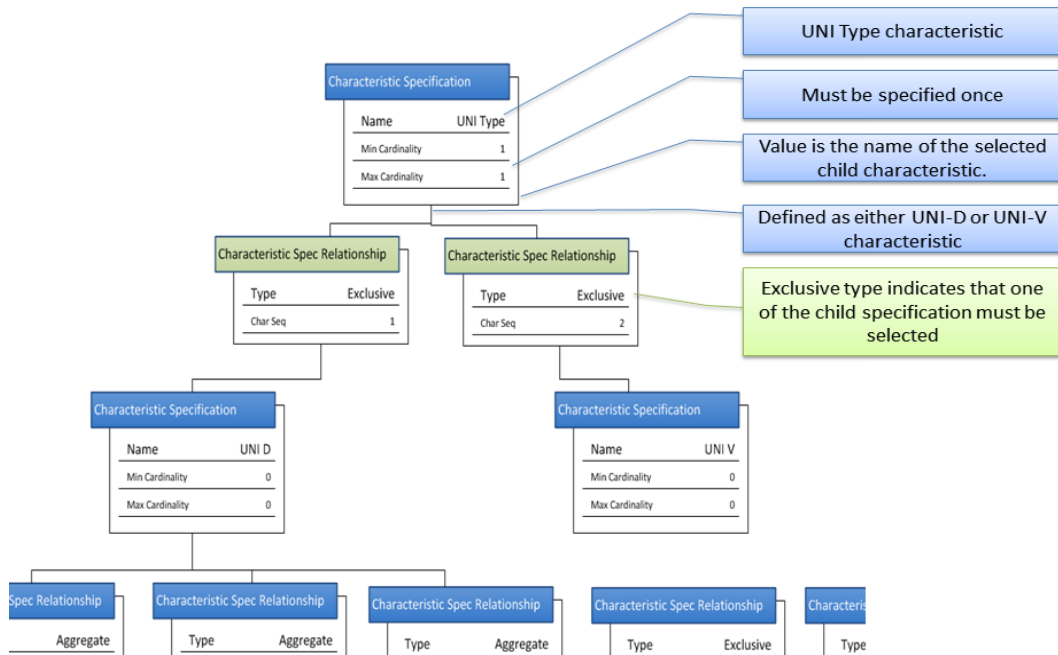 UNI Type characteristic
Characteristic Specification
Name UNI Type
Min Cardinality 1
Max Cardinality 1
Must be specified once
Value is the name of the selected
child characteristic.
Defined as either UNI-D or UNI-V
characteristic
Exclusive type indicates that one
of the child specification must be
selected
Characteristic Spec Relationship
Type Exclusive
Char Seq 1
Characteristic Spec Relationship
Type Exclusive
Char Seq 2
Characteristic Specification
Name UNI D
Min Cardinality 0
Max Cardinality 0
Characteristic Specification
Name UNI V
Min Cardinality 0
Max Cardinality 0
Spec Relationship
Aggregate
Characteristic Spec Relationship
Type Aggregate
Characteristic Spec Relationship
Type Aggregate
Characteristic Spec Relationship
Type Exclusive
Characteris
Type